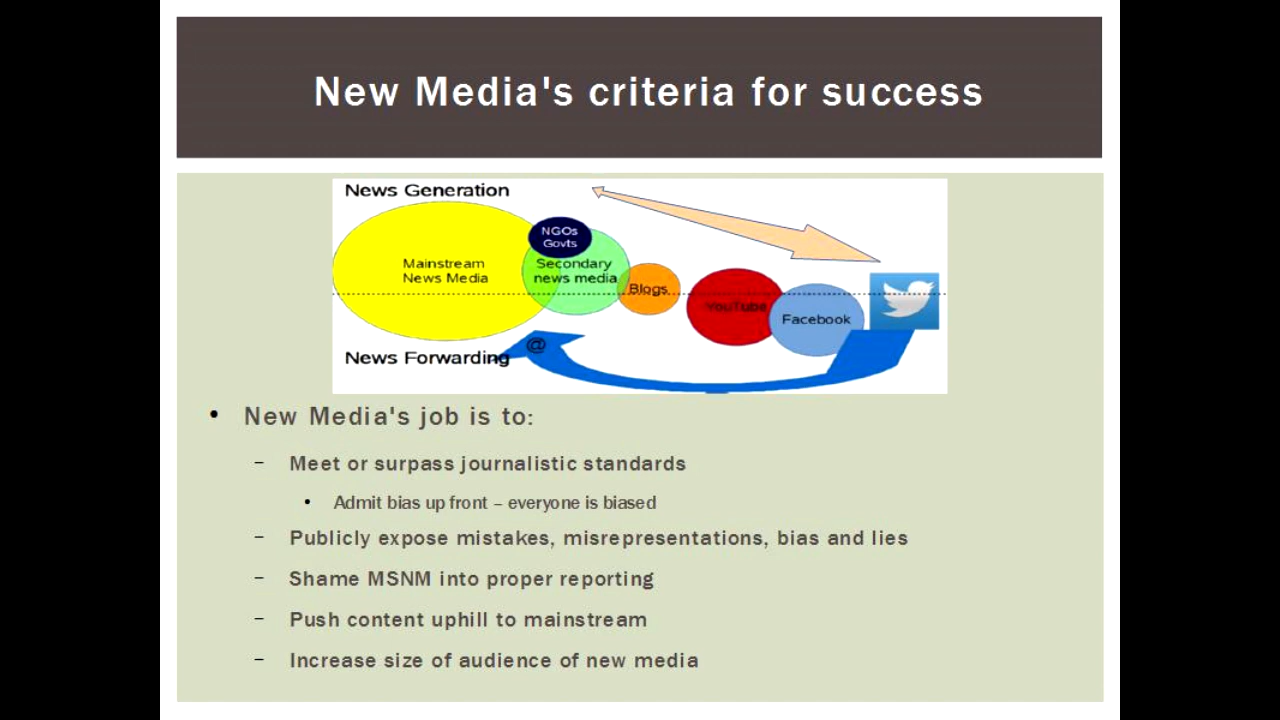 New Media's criteria for success
News Generation
NGOs
Govts
Mainstream
News Media
Secondary
news media
Blogs
YouTube
Facebook
@
News Forwarding
• New Media's job is to:
– Meet or surpass journalistic standards
• Admit bias up front – everyone is biased
– Publicly expose mistakes, misrepresentations, bias and lies
– Shame MSNM into proper reporting
– Push content uphill to mainstream
– Increase size of audience of new media